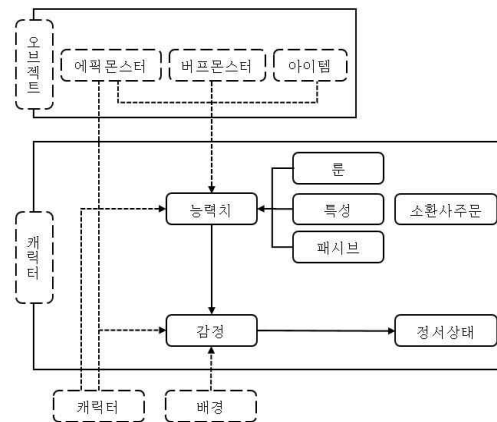 오브젝트
에픽몬스터
버프몬스터
아이템
캐릭터
룬
능력치
특성
소환사주문
패시브
감정
정서상태
캐릭터
배경